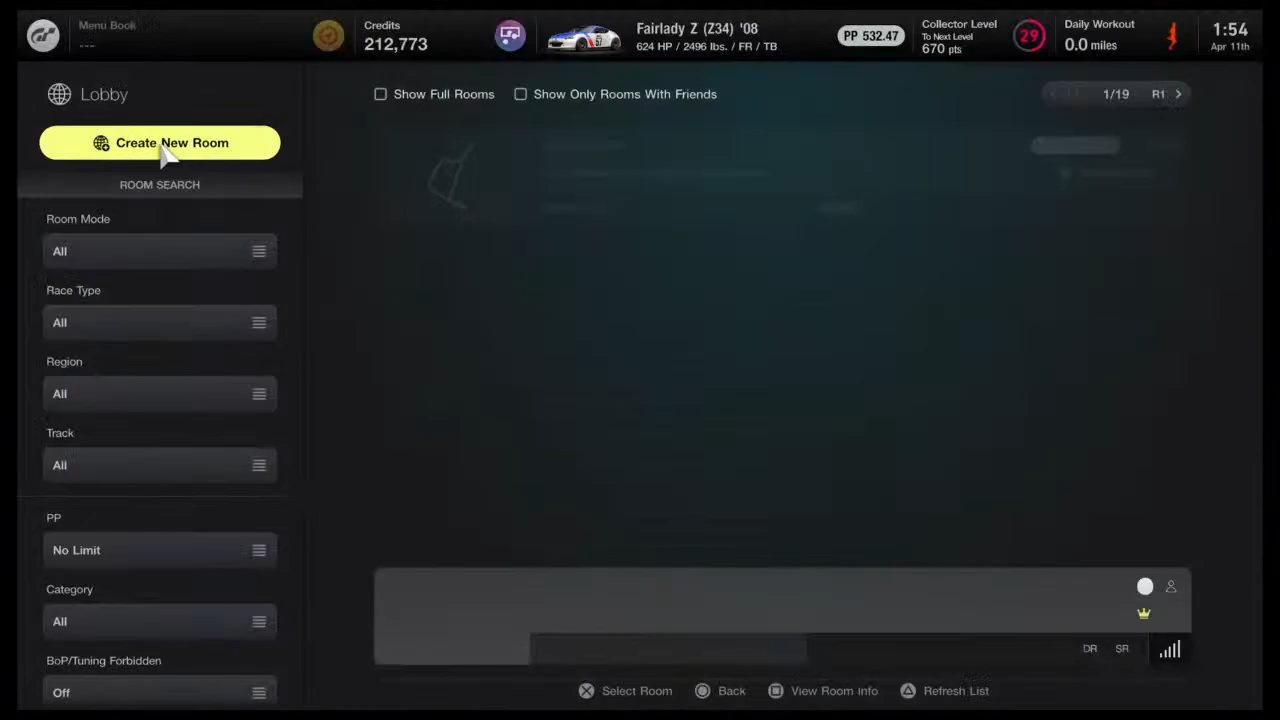 Menu Book
---
Credits
212,773
Fairlady Z (Z34) '08
624 HP / 2496 lbs. / FR / TB
PP 532.47
Collector Level
To Next Level
670 pts
29
Daily Workout
0.0 miles
1:54
Apr 11th
Lobby
Show Full Rooms
Show Only Rooms With Friends
1/19
R1
Create New Room
ROOM SEARCH
Room Mode
All
Race Type
All
Region
All
Track
All
PP
No Limit
Category
All
BoP/Tuning Forbidden
Off
DR
SR
Select Room
Back
View Room Info
Refresh List